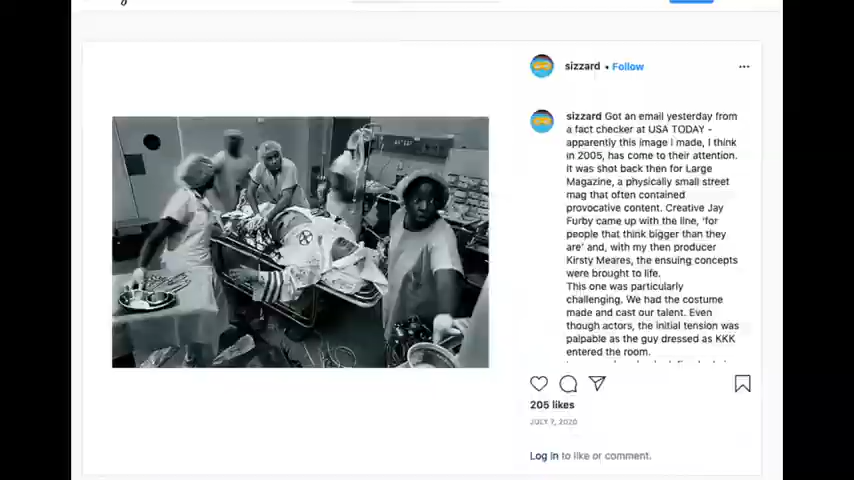 sizzard • Follow
sizzard Got an email yesterday from
a fact checker at USA TODAY -
apparently this image I made, I think
in 2005, has come to their attention.
It was shot back then for Large
Magazine, a physically small street
mag that often contained
provocative content. Creative Jay
Furby came up with the line, 'for
people that think bigger than they
are' and, with my then producer
Kirsty Meares, the ensuing concepts
were brought to life.
This one was particularly
challenging. We had the costume
made and cast our talent. Even
though actors, the initial tension was
palpable as the guy dressed as KKK
entered the room.
205 likes
JULY 7, 2020
Log in to like or comment.